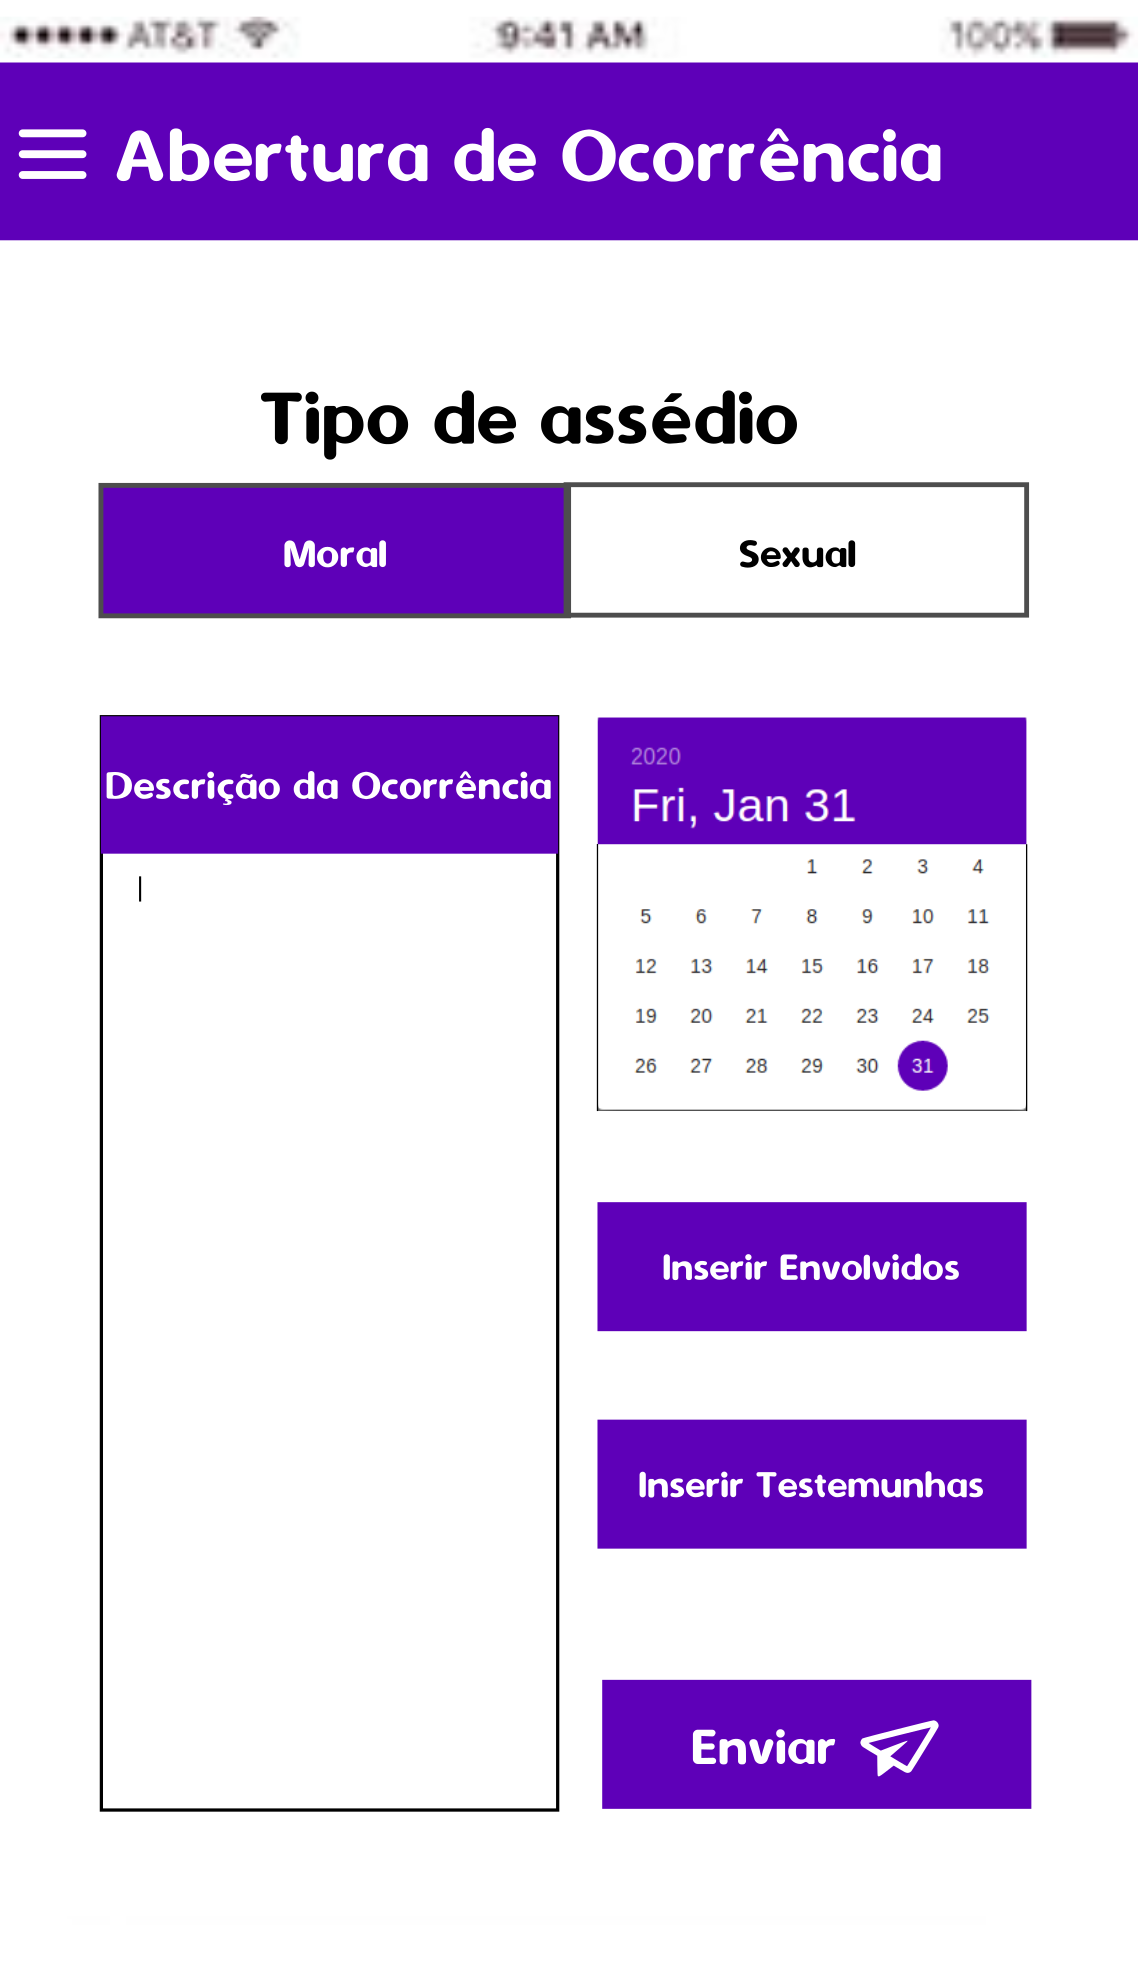 AT&T 9:41 AM 100%
Abertura de Ocorrência
Tipo de assédio
Moral Sexual
Descrição da Ocorrência
2020
Fri, Jan 31
1 2 3 4
5 6 7 8 9 10 11
12 13 14 15 16 17 18
19 20 21 22 23 24 25
26 27 28 29 30 31
Inserir Envolvidos
Inserir Testemunhas
Enviar